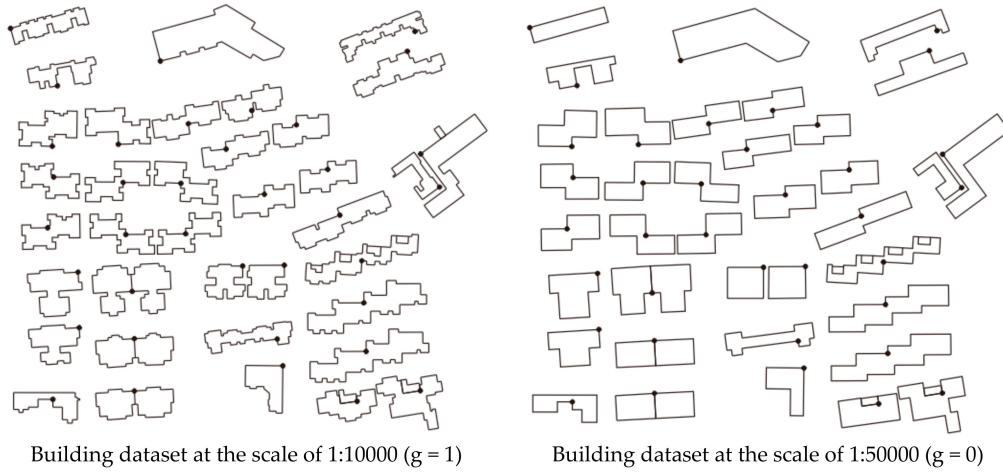 Building dataset at the scale of 1:10000 (g = 1)
Building dataset at the scale of 1:50000 (g = 0)